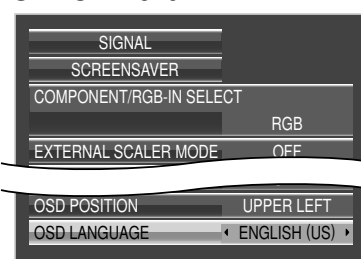 SIGNAL
SCREENSAVER
COMPONENT/RGB-IN SELECT
RGB
EXTERNAL SCALER MODE OFF
OSD POSITION UPPER LEFT
OSD LANGUAGE ENGLISH (US)